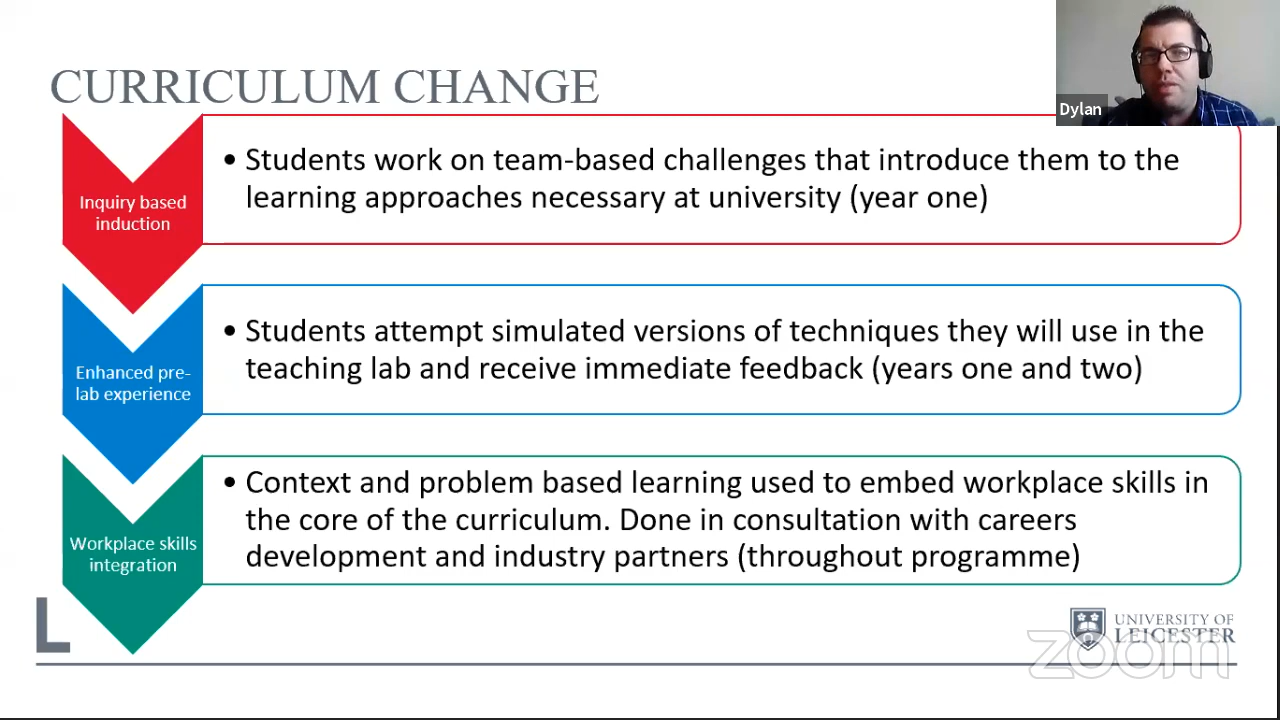 CURRICULUM CHANGE
Dylan
Inquiry based
induction
• Students work on team-based challenges that introduce them to the
learning approaches necessary at university (year one)
Enhanced pre-
lab experience
• Students attempt simulated versions of techniques they will use in the
teaching lab and receive immediate feedback (years one and two)
Workplace skills
integration
• Context and problem based learning used to embed workplace skills in
the core of the curriculum. Done in consultation with careers
development and industry partners (throughout programme)
L
UNIVERSITY OF
LEICESTER
zoom